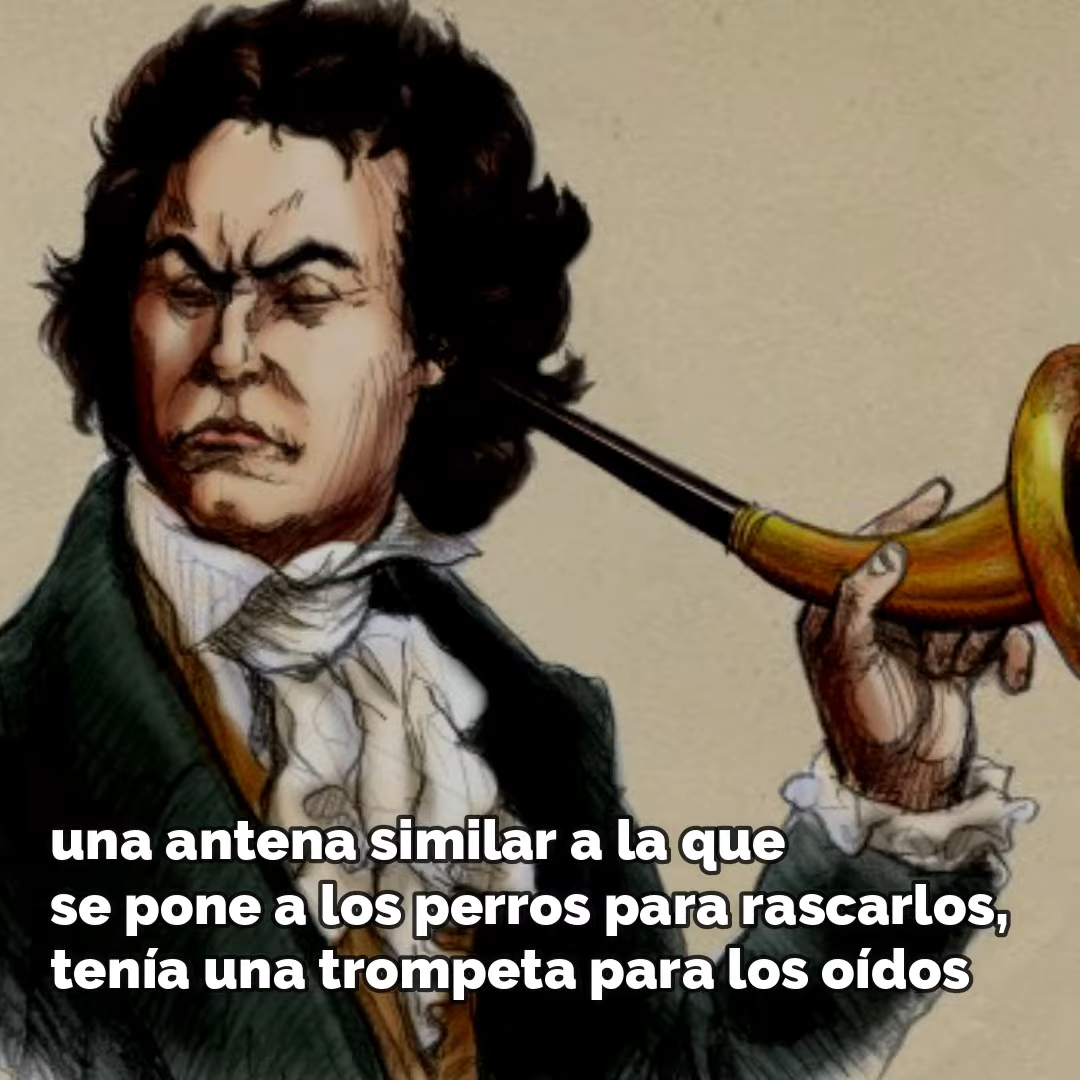 una antena similar a la que
se pone a los perros para rascarlos,
tenía una trompeta para los oídos